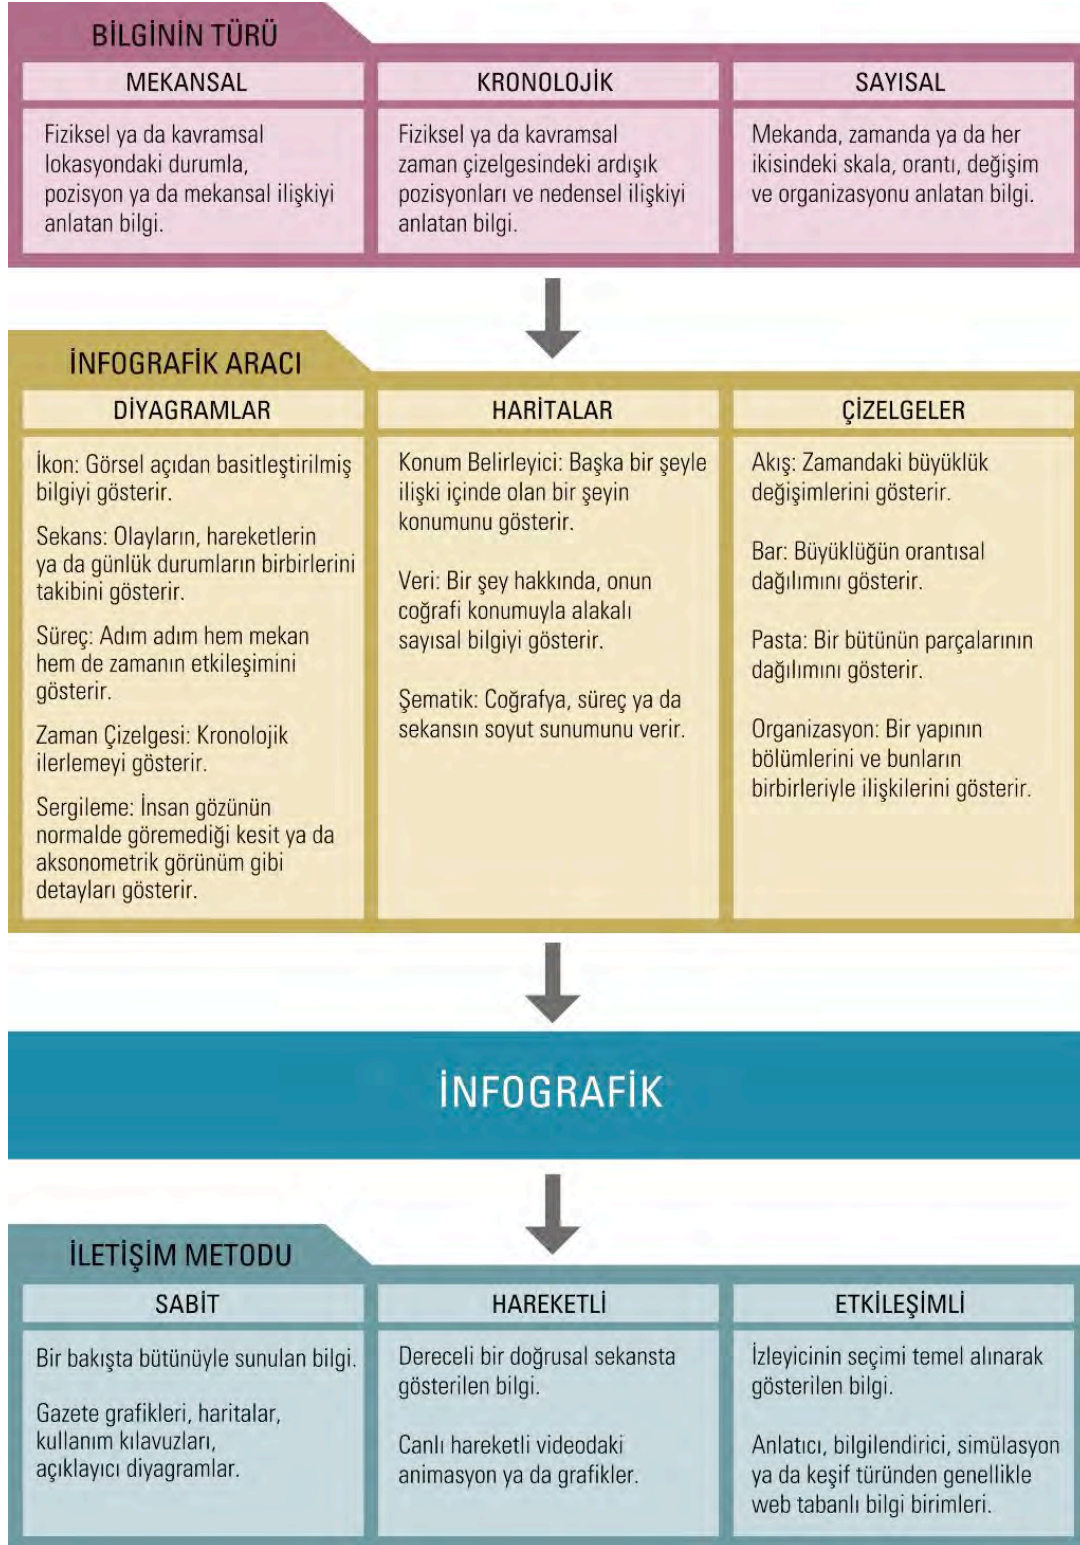 BİLGİNİN TÜRÜ
MEKANSAL
Fiziksel ya da kavramsal
lokasyondaki durumla,
pozisyon ya da mekansal ilişkiyi
anlatan bilgi.
KRONOLOJİK
Fiziksel ya da kavramsal
zaman çizelgesindeki ardışık
pozisyonları ve nedensel ilişkiyi
anlatan bilgi.
SAYISAL
Mekanda, zamanda ya da her
ikisindeki skala, orantı, değişim
ve organizasyonu anlatan bilgi.
İNFOGRAFİK ARACI
DİYAGRAMLAR
İkon: Görsel açıdan basitleştirilmiş
bilgiyi gösterir.
Sekans: Olayların, hareketlerin
ya da günlük durumların birbirlerini
takibini gösterir.
Süreç: Adım adım hem mekan
hem de zamanın etkileşimini
gösterir.
Zaman Çizelgesi: Kronolojik
ilerlemeyi gösterir.
Sergileme: İnsan gözünün
normalde göremediği kesit ya da
aksonometrik görünüm gibi
detayları gösterir.
HARİTALAR
Konum Belirleyici: Başka bir şeyle
ilişki içinde olan bir şeyin
konumunu gösterir.
Veri: Bir şey hakkında, onun
coğrafi konumuyla alakalı
sayısal bilgiyi gösterir.
Şematik: Coğrafya, süreç ya da
sekansın soyut sunumunu verir.
ÇİZELGELER
Akış: Zamandaki büyüklük
değişimlerini gösterir.
Bar: Büyüklüğün orantısal
dağılımını gösterir.
Pasta: Bir bütünün parçalarının
dağılımını gösterir.
Organizasyon: Bir yapının
bölümlerini ve bunların
birbirleriyle ilişkilerini gösterir.
İNFOGRAFİK
İLETİŞİM METODU
SABİT
Bir bakışta bütünüyle sunulan bilgi.
Gazete grafikleri, haritalar,
kullanım kılavuzları,
açıklayıcı diyagramlar.
HAREKETLİ
Dereceli bir doğrusal sekansta
gösterilen bilgi.
Canlı hareketli videodaki
animasyon ya da grafikler.
ETKİLEŞİMLİ
İzleyicinin seçimi temel alınarak
gösterilen bilgi.
Anlatıcı, bilgilendirici, simülasyon
ya da keşif türünden genellikle
web tabanlı bilgi birimleri.